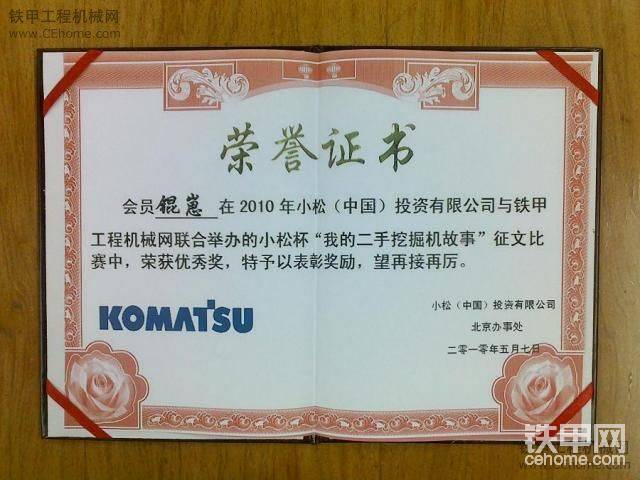 铁甲工程机械网
www.CEhome.com
荣誉证书
会员 锟崽 在 2010 年小松（中国）投资有限公司与铁甲
工程机械网联合举办的小松杯“我的二手挖掘机故事”征文比
赛中，荣获优秀奖，特予以表彰奖励，望再接再厉。
KOMATSU
小松（中国）投资有限公司
北京办事处
二零一零年五月七日
铁甲网
cehome.com